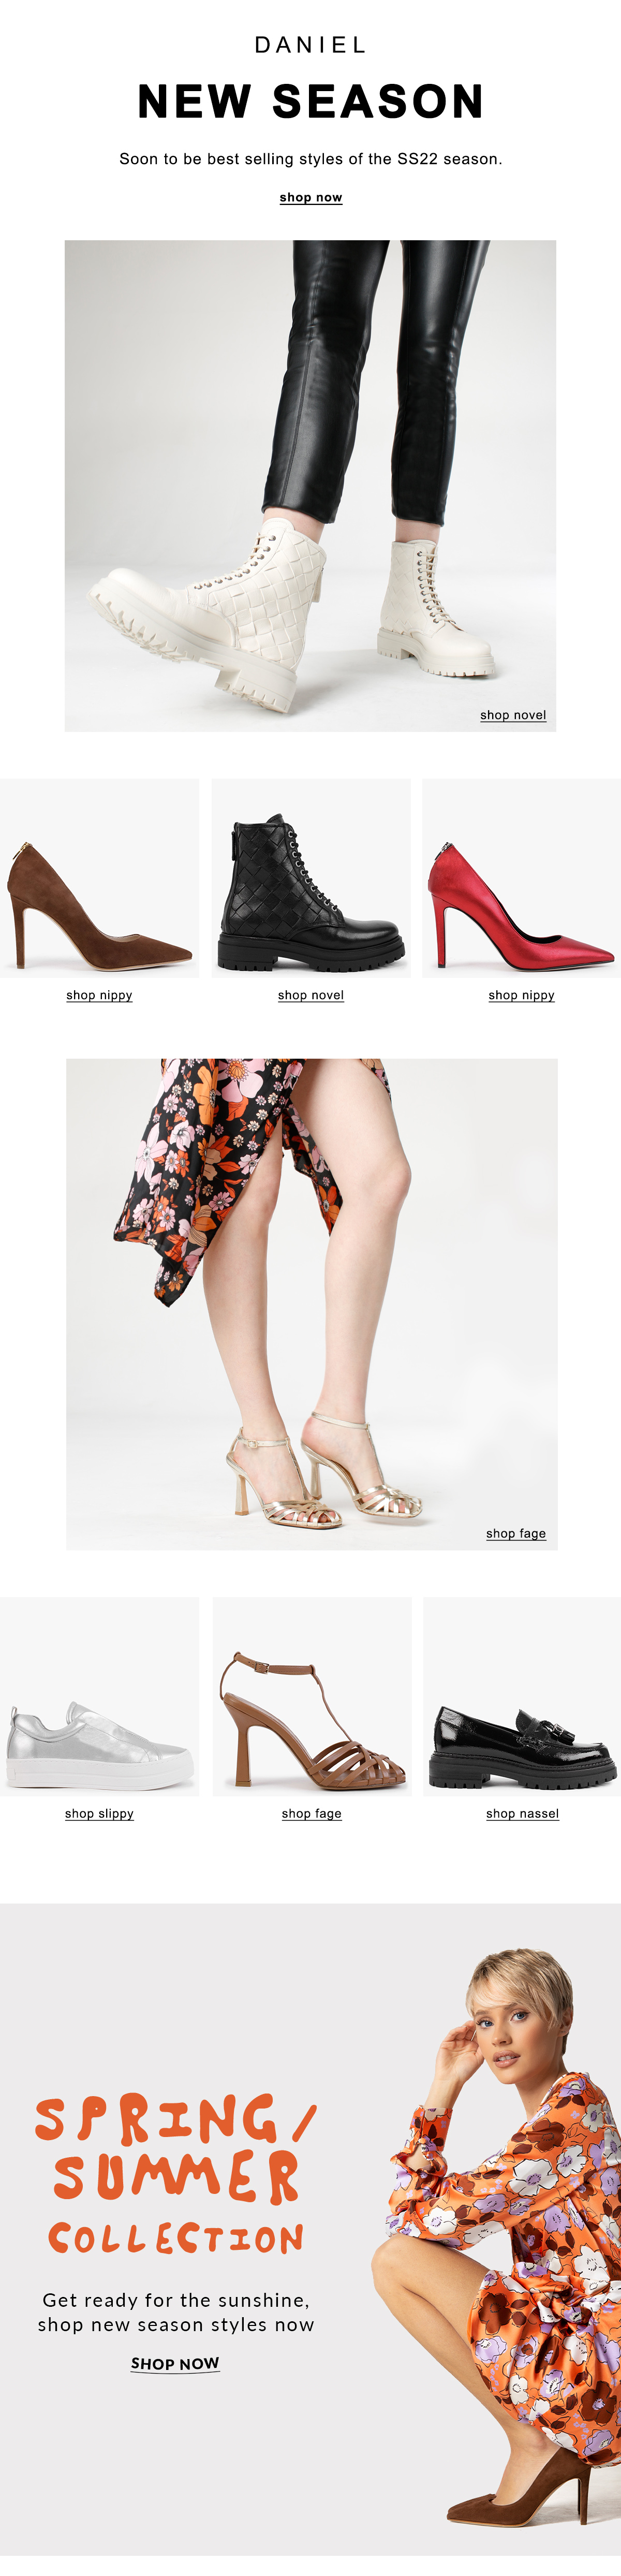 DANIEL
NEW SEASON
Soon to be best selling styles of the SS22 season.
shop now
shop novel
shop nippy
shop novel
shop nippy
shop fage
shop slippy
shop fage
shop nassel
SPRING/
SUMMER
COLLECTION
Get ready for the sunshine,
shop new season styles now
SHOP NOW